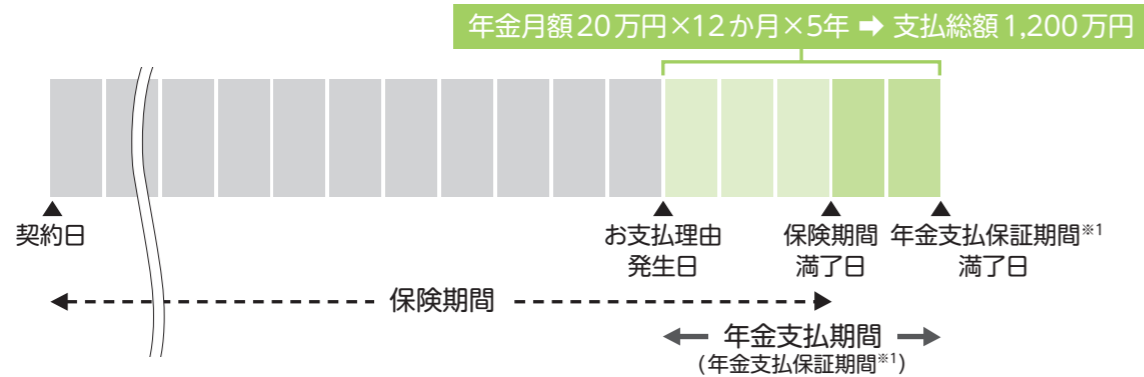 年金月額20万円×12か月×5年 ➡ 支払総額1,200万円
契約日
お支払理由
発生日
保険期間
満了日
年金支払保証期間※1
満了日
保険期間
年金支払期間
(年金支払保証期間※1)